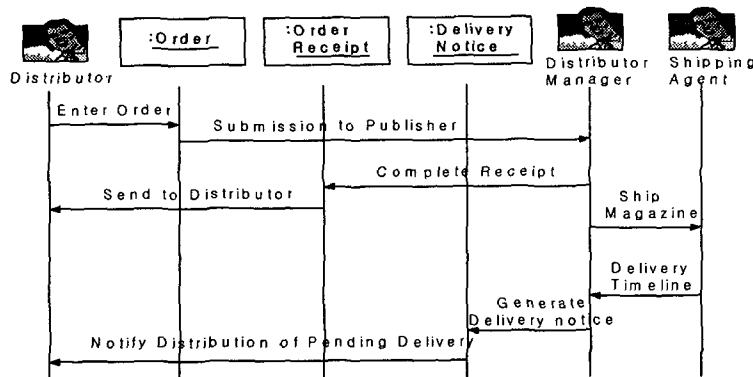 :Order
:Order
Receipt
:Delivery
Notice
Distributor
Distributor
Manager
Shipping
Agent
Enter Order
Submission to Publisher
Complete Receipt
Send to Distributor
Ship
Magazine
Delivery
Timeline
Generate
Delivery notice
Notify Distribution of Pending Delivery